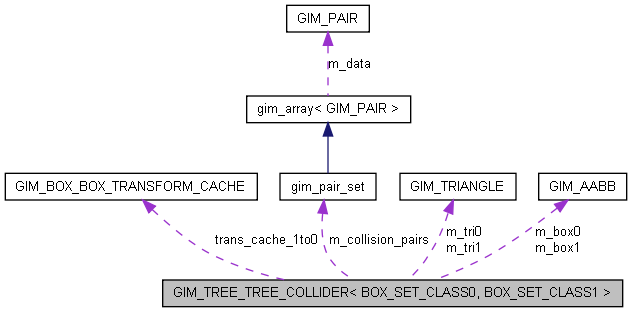 GIM_PAIR
m_data
gim_array< GIM_PAIR >
GIM_BOX_BOX_TRANSFORM_CACHE
gim_pair_set
GIM_TRIANGLE
GIM_AABB
trans_cache_1to0
m_collision_pairs
m_tri0
m_tri1
m_box0
m_box1
GIM_TREE_TREE_COLLIDER< BOX_SET_CLASS0, BOX_SET_CLASS1 >